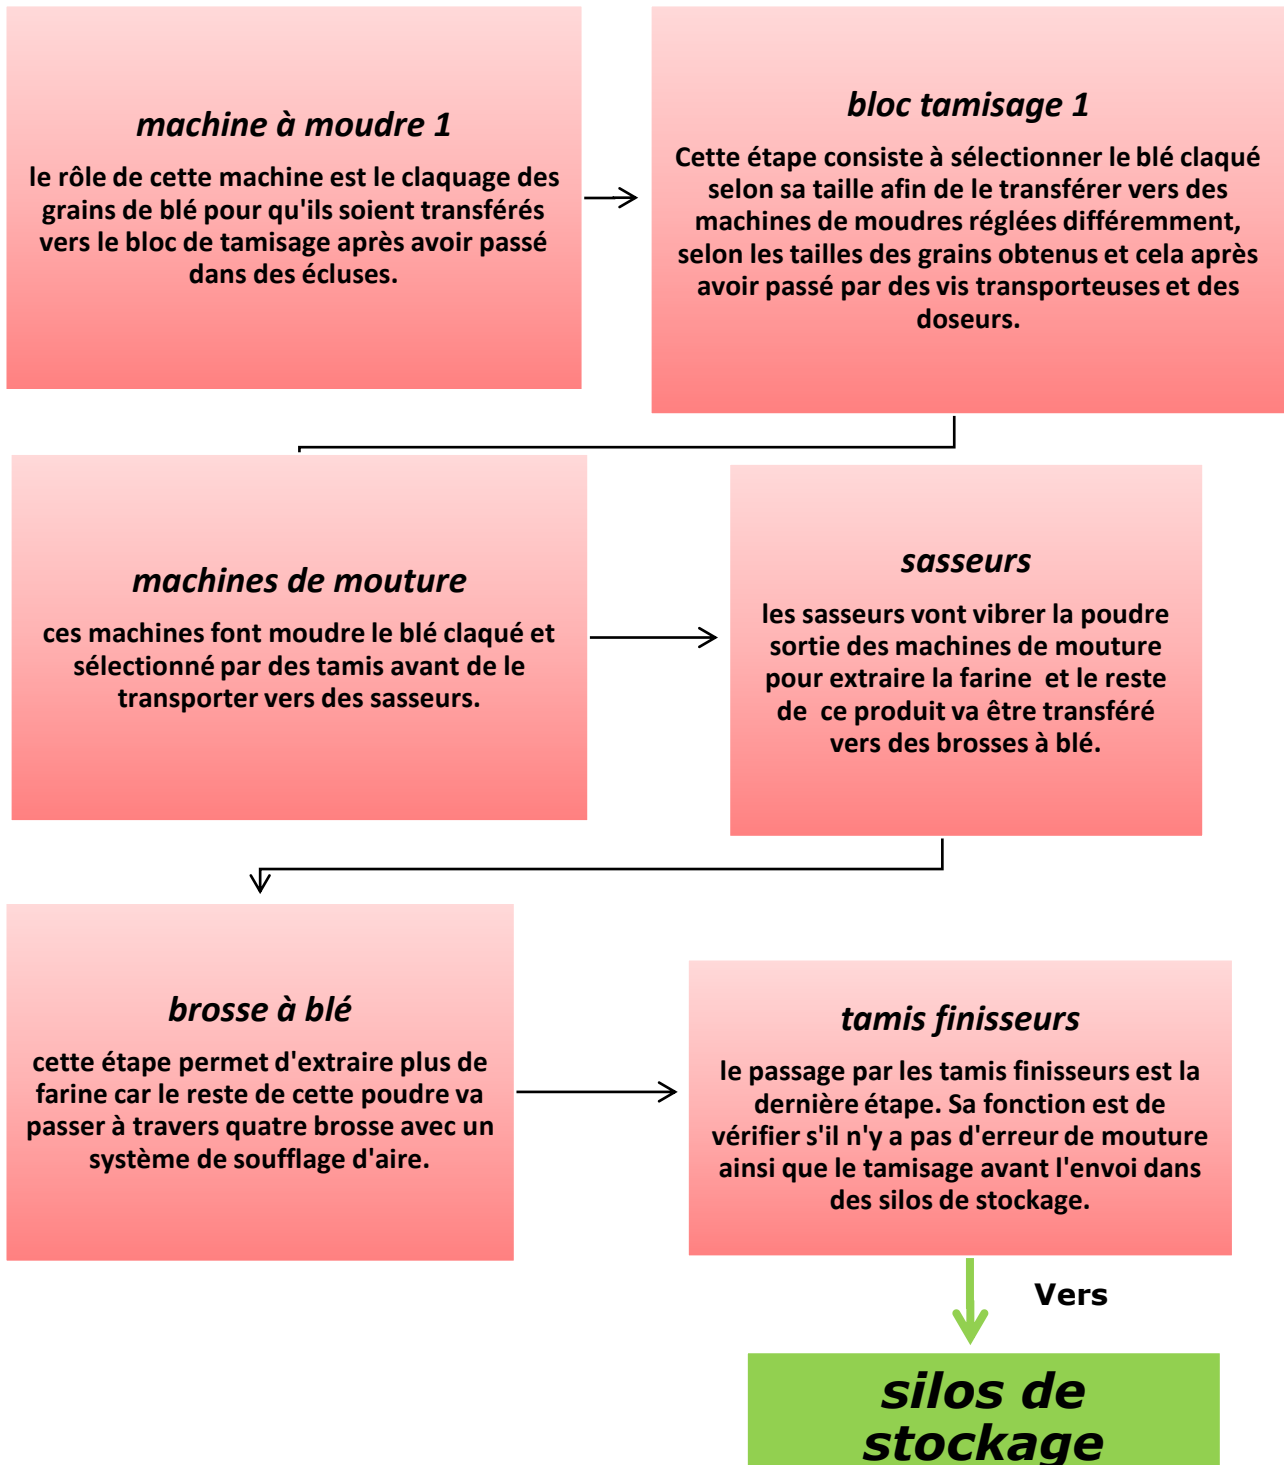 machine à moudre 1
le rôle de cette machine est le claquage des
grains de blé pour qu'ils soient transférés
vers le bloc de tamisage après avoir passé
dans des écluses.
bloc tamisage 1
Cette étape consiste à sélectionner le blé claqué
selon sa taille afin de le transférer vers des
machines de moudres réglées différemment,
selon les tailles des grains obtenus et cela après
avoir passé par des vis transporteuses et des
doseurs.
machines de mouture
ces machines font moudre le blé claqué et
sélectionné par des tamis avant de le
transporter vers des sasseurs.
sasseurs
les sasseurs vont vibrer la poudre
sortie des machines de mouture
pour extraire la farine  et le reste
de  ce produit va être transféré
vers des brosses à blé.
brosse à blé
cette étape permet d'extraire plus de
farine car le reste de cette poudre va
passer à travers quatre brosse avec un
système de soufflage d'aire.
tamis finisseurs
le passage par les tamis finisseurs est la
dernière étape. Sa fonction est de
vérifier s'il n'y a pas d'erreur de mouture
ainsi que le tamisage avant l'envoi dans
des silos de stockage.
Vers
silos de
stockage